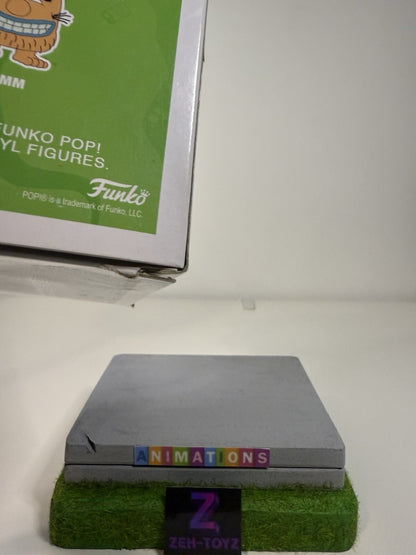 MM
FUNKO POP!
YL FIGURES.
Funko
POP!® is a trademark of Funko, LLC.
ANIMATIONS
Z
ZEH-TOYZ